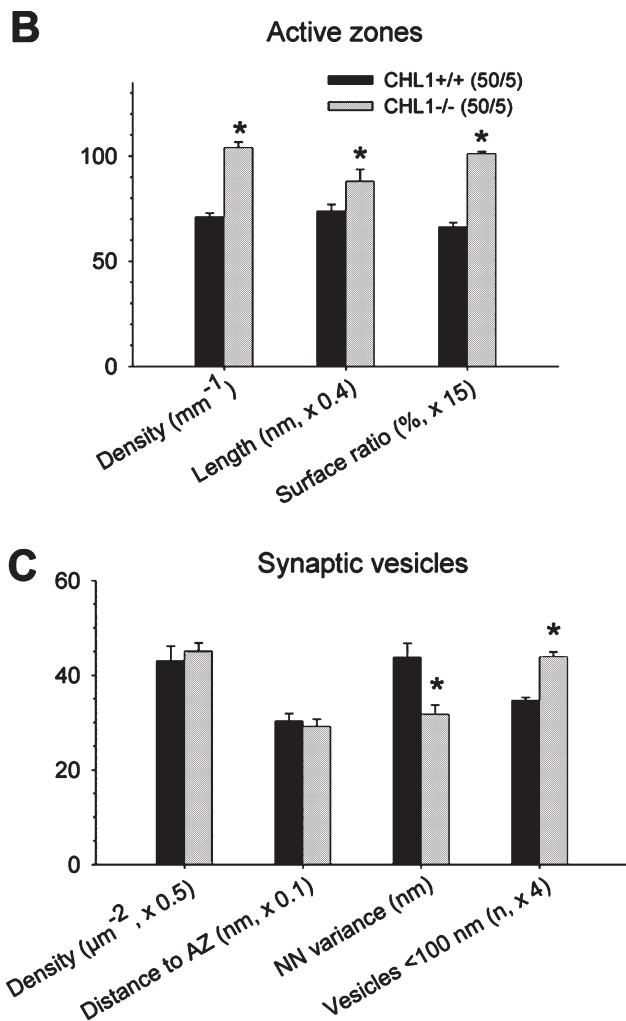 B
Active zones
CHL1+/+ (50/5)
CHL1-/- (50/5)
*
*
*
100
50
0
Density (mm⁻¹)
Length (nm, x 0.4)
Surface ratio (%, x 15)
C
Synaptic vesicles
60
40
20
0
*
*
Density (µm⁻², x 0.5)
Distance to AZ (nm, x 0.1)
NN variance (nm)
Vesicles <100 nm (n, x 4)